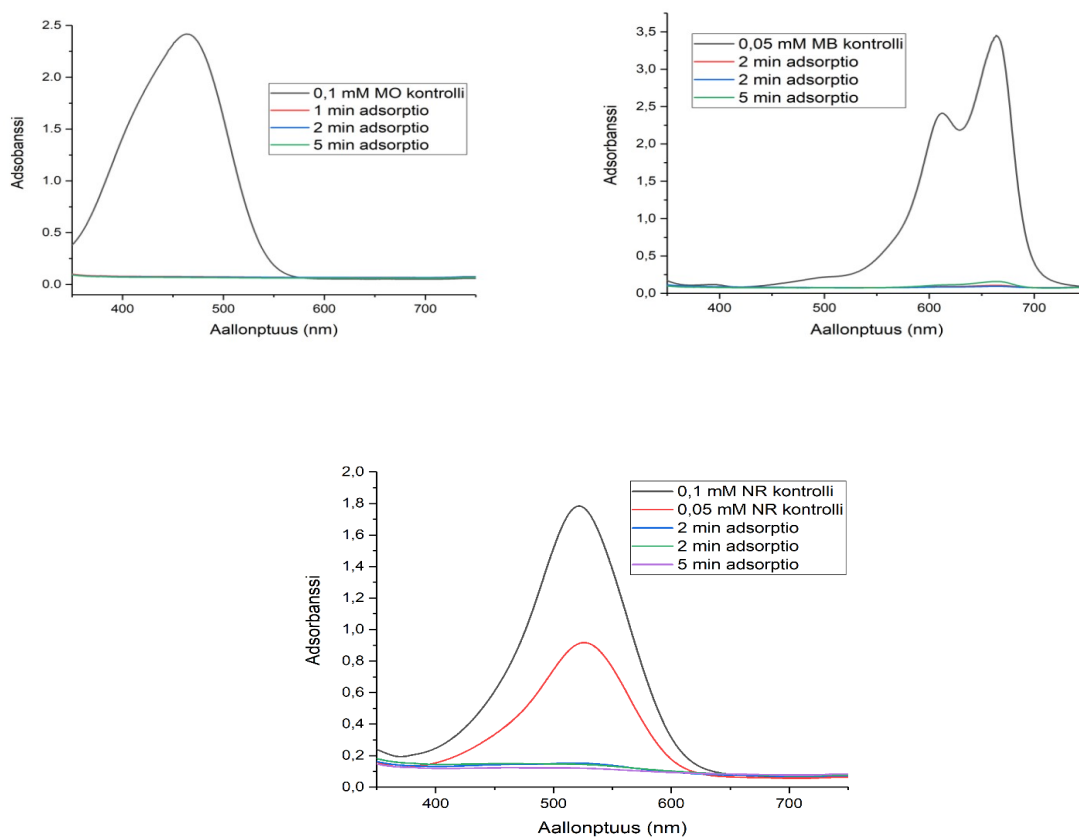 2.5
2.0
1.5
1.0
0.5
0.0
Adsobanssi
0,1 mM MO kontrolli
1 min adsorptio
2 min adsorptio
5 min adsorptio
400
500
600
700
Aallonptuus (nm)
3,5
3,0
2,5
2,0
1,5
1,0
0,5
0,0
Adsorbanssi
0,05 mM MB kontrolli
2 min adsorptio
2 min adsorptio
5 min adsorptio
400
500
600
700
Aallonptuus (nm)
2,0
1,8
1,6
1,4
1,2
1,0
0,8
0,6
0,4
0,2
0,0
Adsorbanssi
0,1 mM NR kontrolli
0,05 mM NR kontrolli
2 min adsorptio
2 min adsorptio
5 min adsorptio
400
500
600
700
Aallonptuus (nm)